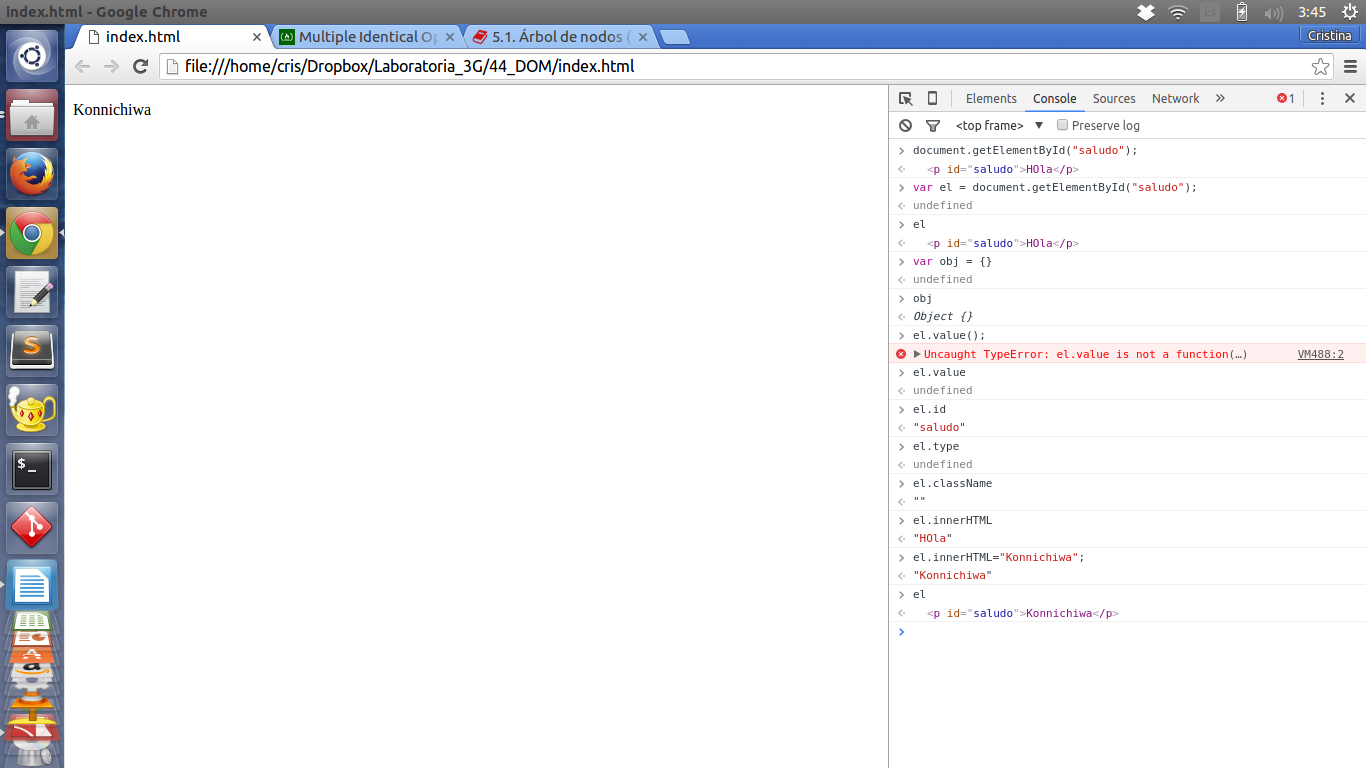 index.html - Google Chrome
Es
3:45
index.html
Multiple Identical Op
5.1. Árbol de nodos (
Cristina
file:///home/cris/Dropbox/Laboratoria_3G/44_DOM/index.html
Konnichiwa
Elements Console Sources Network » 1
<top frame> ▼ Preserve log
document.getElementById("saludo");
<p id="saludo">HOla</p>
var el = document.getElementById("saludo");
undefined
el
<p id="saludo">HOla</p>
var obj = {}
undefined
obj
Object {}
el.value();
Uncaught TypeError: el.value is not a function(…) VM488:2
el.value
undefined
el.id
"saludo"
el.type
undefined
el.className
""
el.innerHTML
"HOla"
el.innerHTML="Konnichiwa";
"Konnichiwa"
el
<p id="saludo">Konnichiwa</p>
S
$_
a